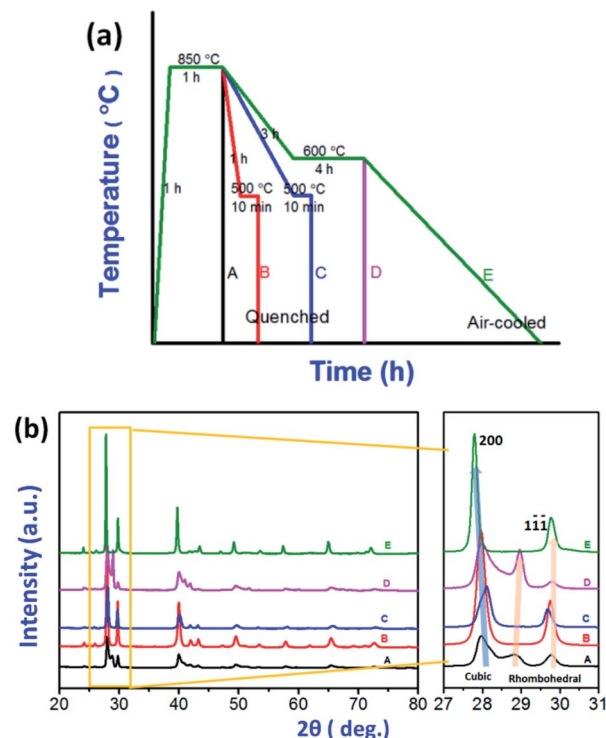 (a)
Temperature ( °C)
850 °C
1 h
1 h
1 h
3 h
600 °C
4 h
500 °C
10 min
500 °C
10 min
A
B
C
D
E
Quenched
Air-cooled
Time (h)
(b)
Intensity (a.u.)
E
D
C
B
A
20
30
40
50
60
70
80
200
1 1̄ 1̄
E
D
C
B
A
Cubic
Rhombohedral
27
28
29
30
31
2θ ( deg.)